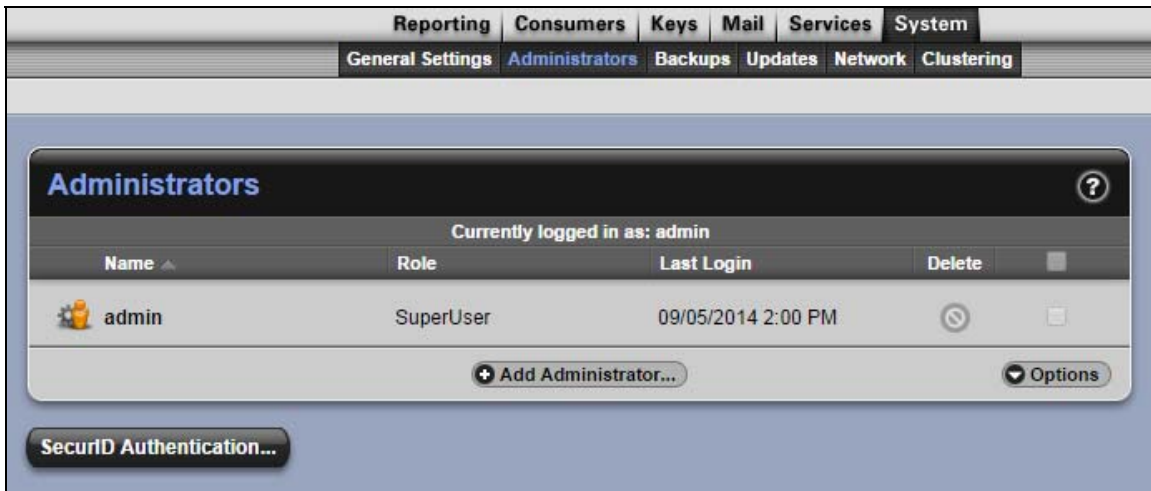 Reporting Consumers Keys Mail Services System
General Settings Administrators Backups Updates Network Clustering
Administrators ?
Currently logged in as: admin
Name Role Last Login Delete
admin SuperUser 09/05/2014 2:00 PM
Add Administrator... Options
SecurID Authentication...